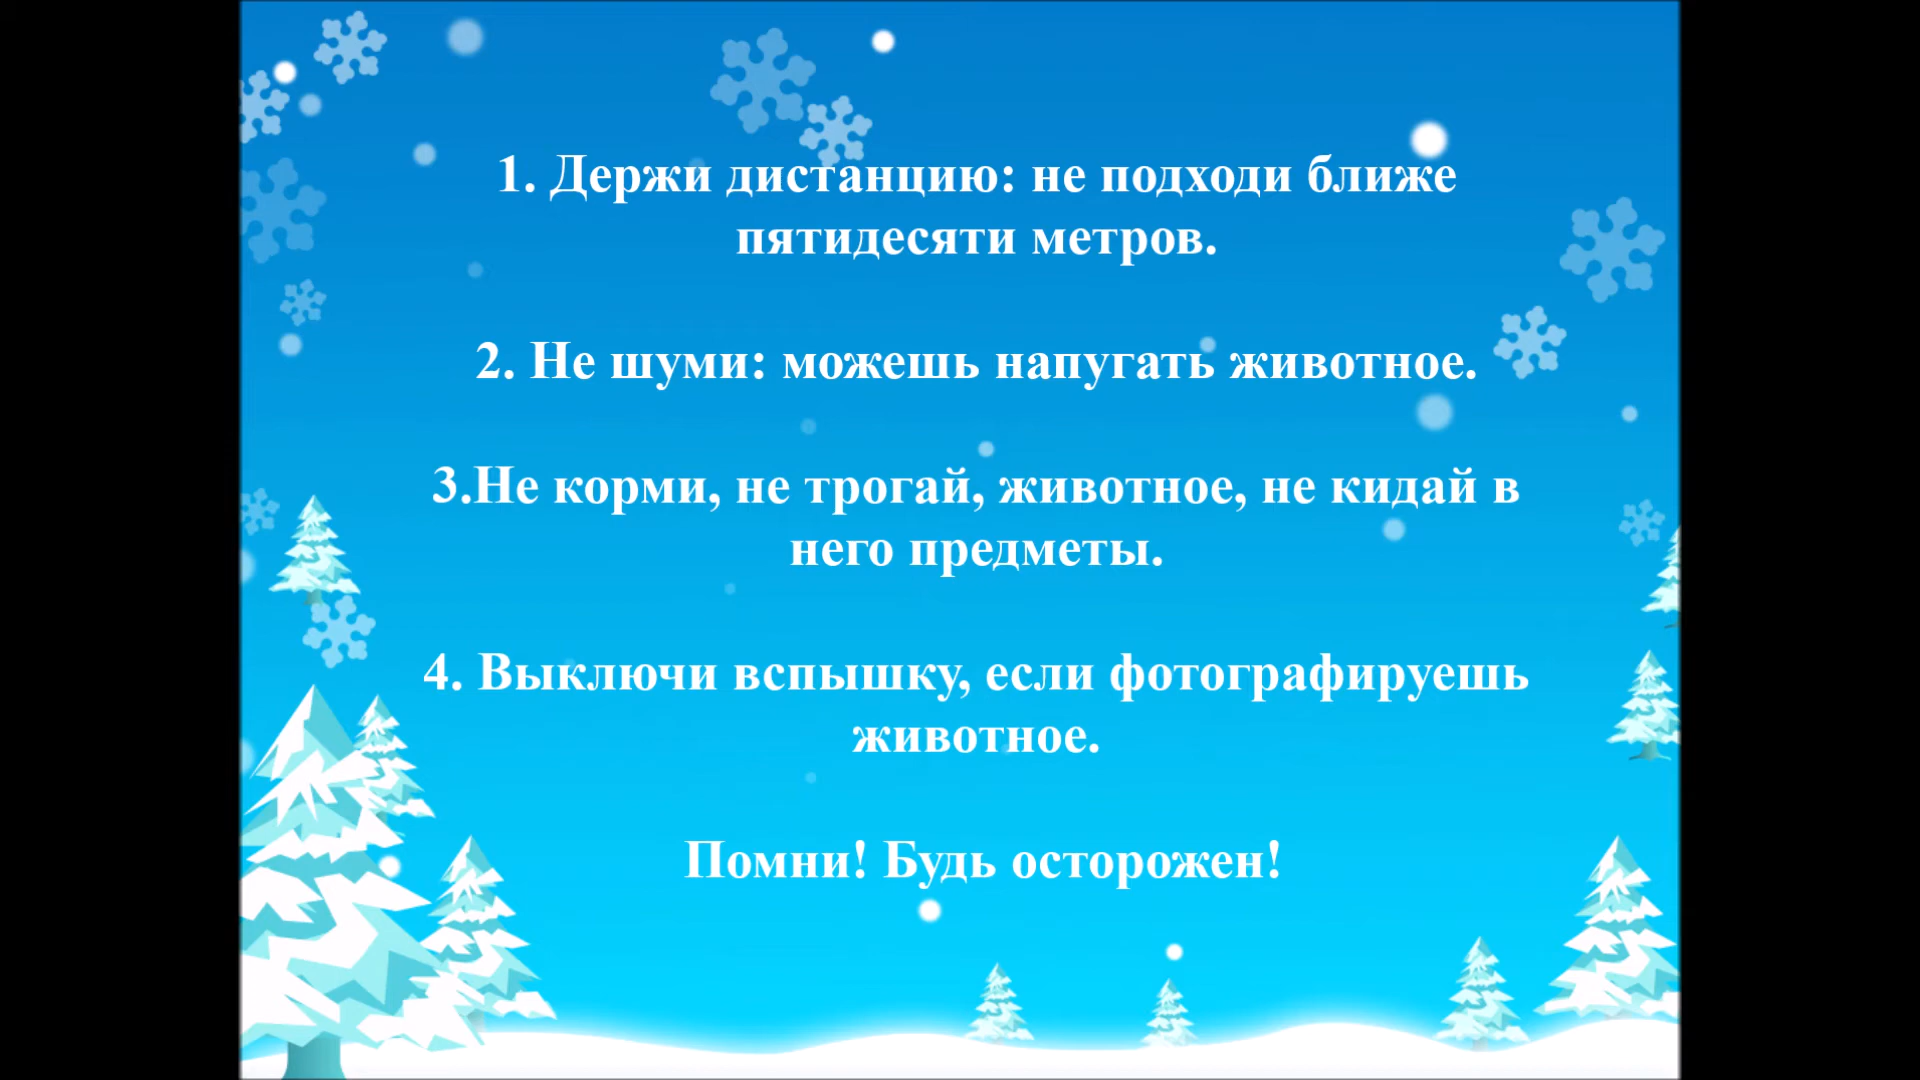 1. Держи дистанцию: не подходи ближе
пятидесяти метров.
2. Не шуми: можешь напугать животное.
3.Не корми, не трогай, животное, не кидай в
него предметы.
4. Выключи вспышку, если фотографируешь
животное.
Помни! Будь осторожен!